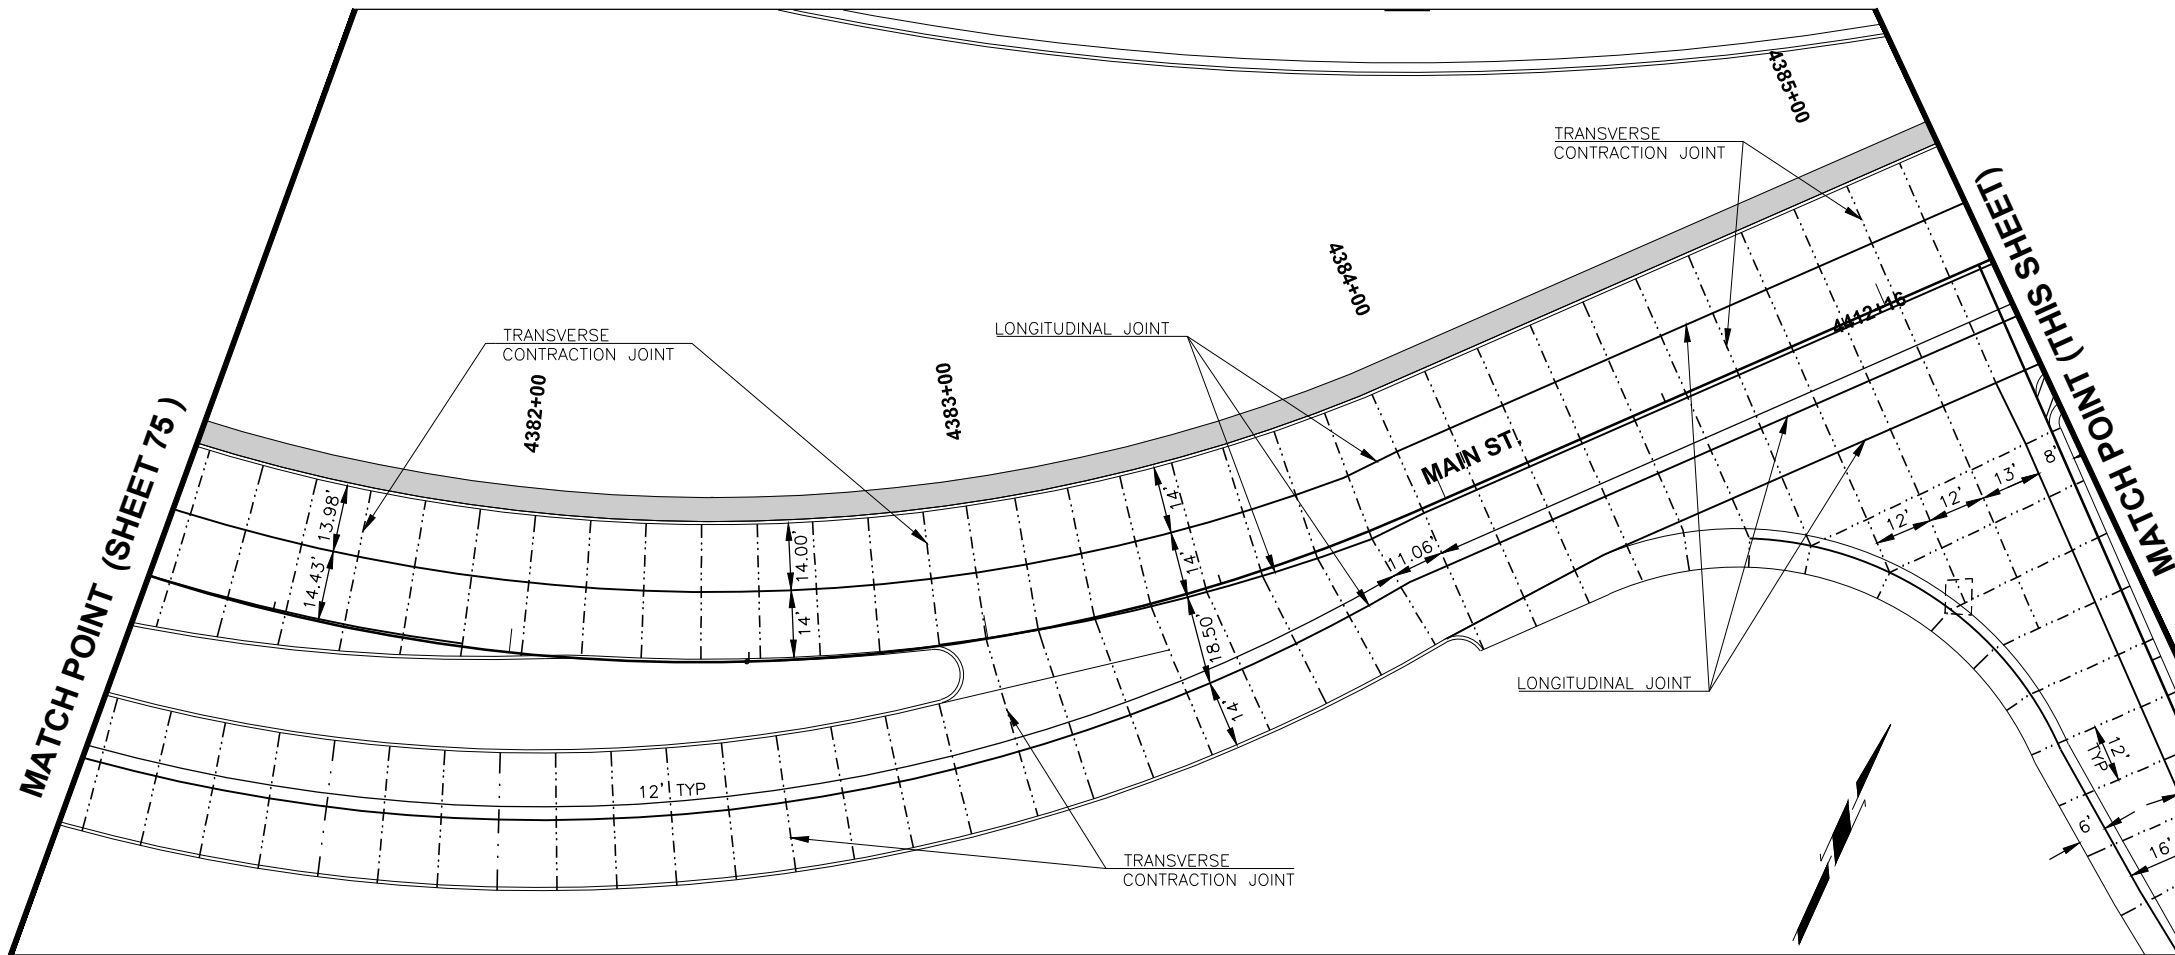 4385+00
TRANSVERSE
CONTRACTION JOINT
MATCH POINT (THIS SHEET)
4384+00
4412+16
LONGITUDINAL JOINT
TRANSVERSE
CONTRACTION JOINT
4382+00
4383+00
MATCH POINT (SHEET 75 )
13.98'
14.43'
14.00'
14'
14'
14'
18.50'
14'
11.06'
MAIN ST.
12'
12'
13'
8'
LONGITUDINAL JOINT
12' TYP
12'
TYP
6'
16'
TRANSVERSE
CONTRACTION JOINT